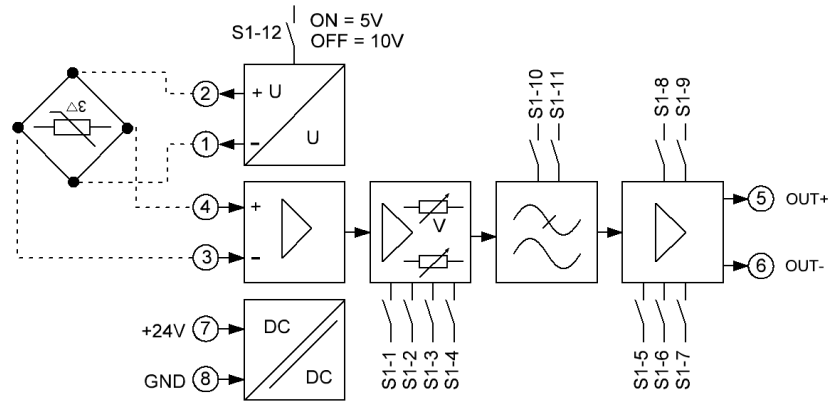 S1-12
ON = 5V
OFF = 10V
Δε
2
+ U
1
-
U
S1-10
S1-11
S1-8
S1-9
4
+
3
-
V
5 OUT+
6 OUT-
+24V 7
DC
GND 8
DC
S1-1
S1-2
S1-3
S1-4
S1-5
S1-6
S1-7